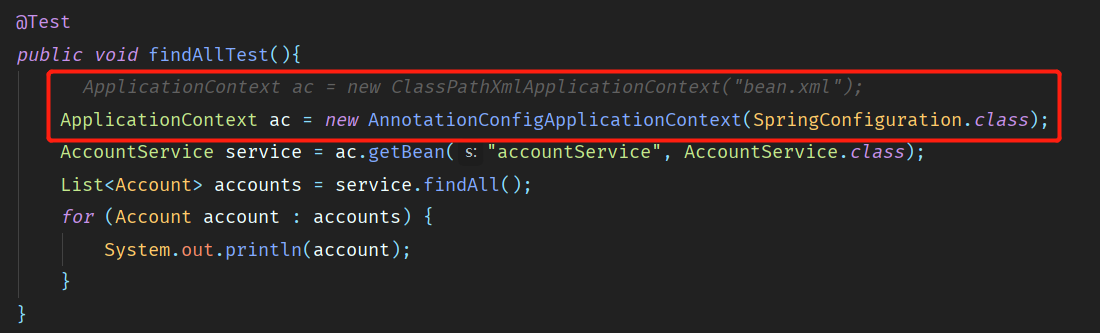 @Test
public void findAllTest(){
ApplicationContext ac = new ClassPathXmlApplicationContext("bean.xml");
ApplicationContext ac = new AnnotationConfigApplicationContext(SpringConfiguration.class);
AccountService service = ac.getBean( s: "accountService", AccountService.class);
List<Account> accounts = service.findAll();
for (Account account : accounts) {
System.out.println(account);
}
}